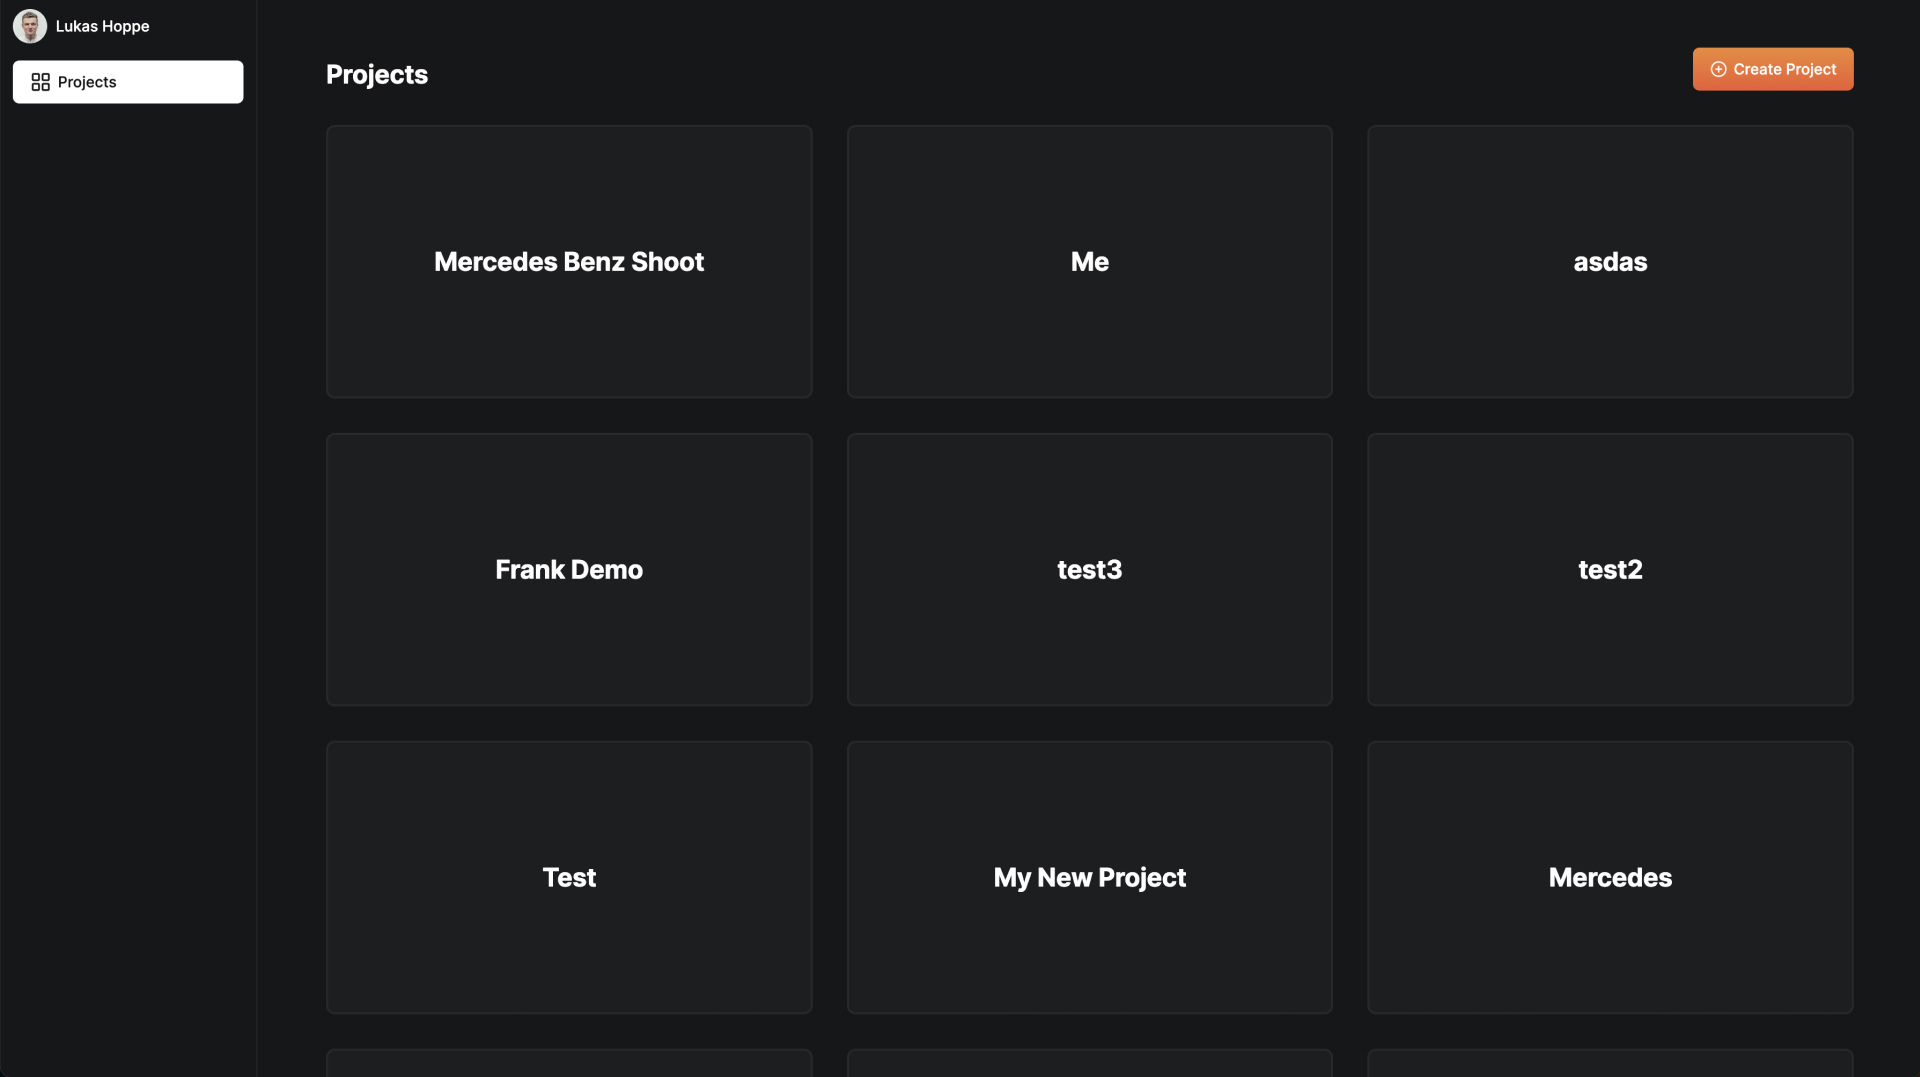 Lukas Hoppe
Projects
Projects
Create Project
Mercedes Benz Shoot
Me
asdas
Frank Demo
test3
test2
Test
My New Project
Mercedes